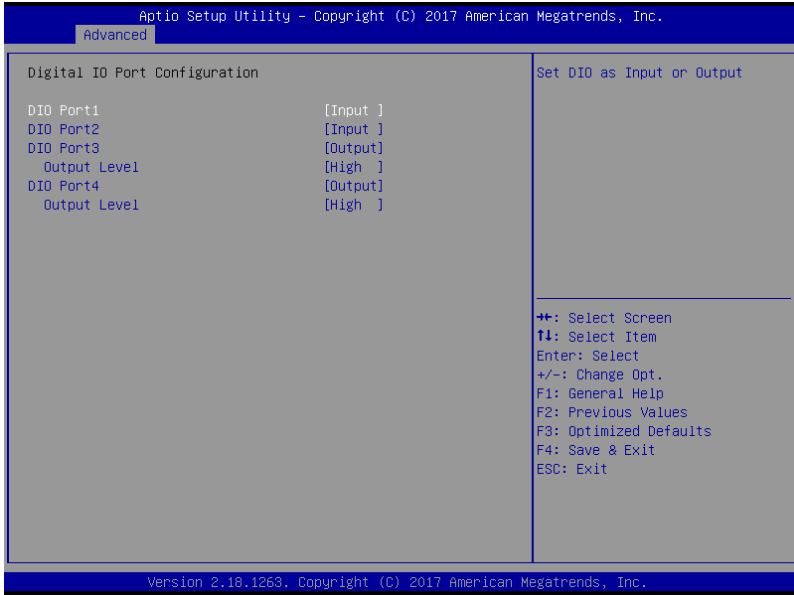 Aptio Setup Utility – Copyright (C) 2017 American Megatrends, Inc.
Advanced
Digital IO Port Configuration
DIO Port1 [Input ]
DIO Port2 [Input ]
DIO Port3 [Output]
Output Level [High ]
DIO Port4 [Output]
Output Level [High ]
Set DIO as Input or Output
→←: Select Screen
↑↓: Select Item
Enter: Select
+/-: Change Opt.
F1: General Help
F2: Previous Values
F3: Optimized Defaults
F4: Save & Exit
ESC: Exit
Version 2.18.1263. Copyright (C) 2017 American Megatrends, Inc.